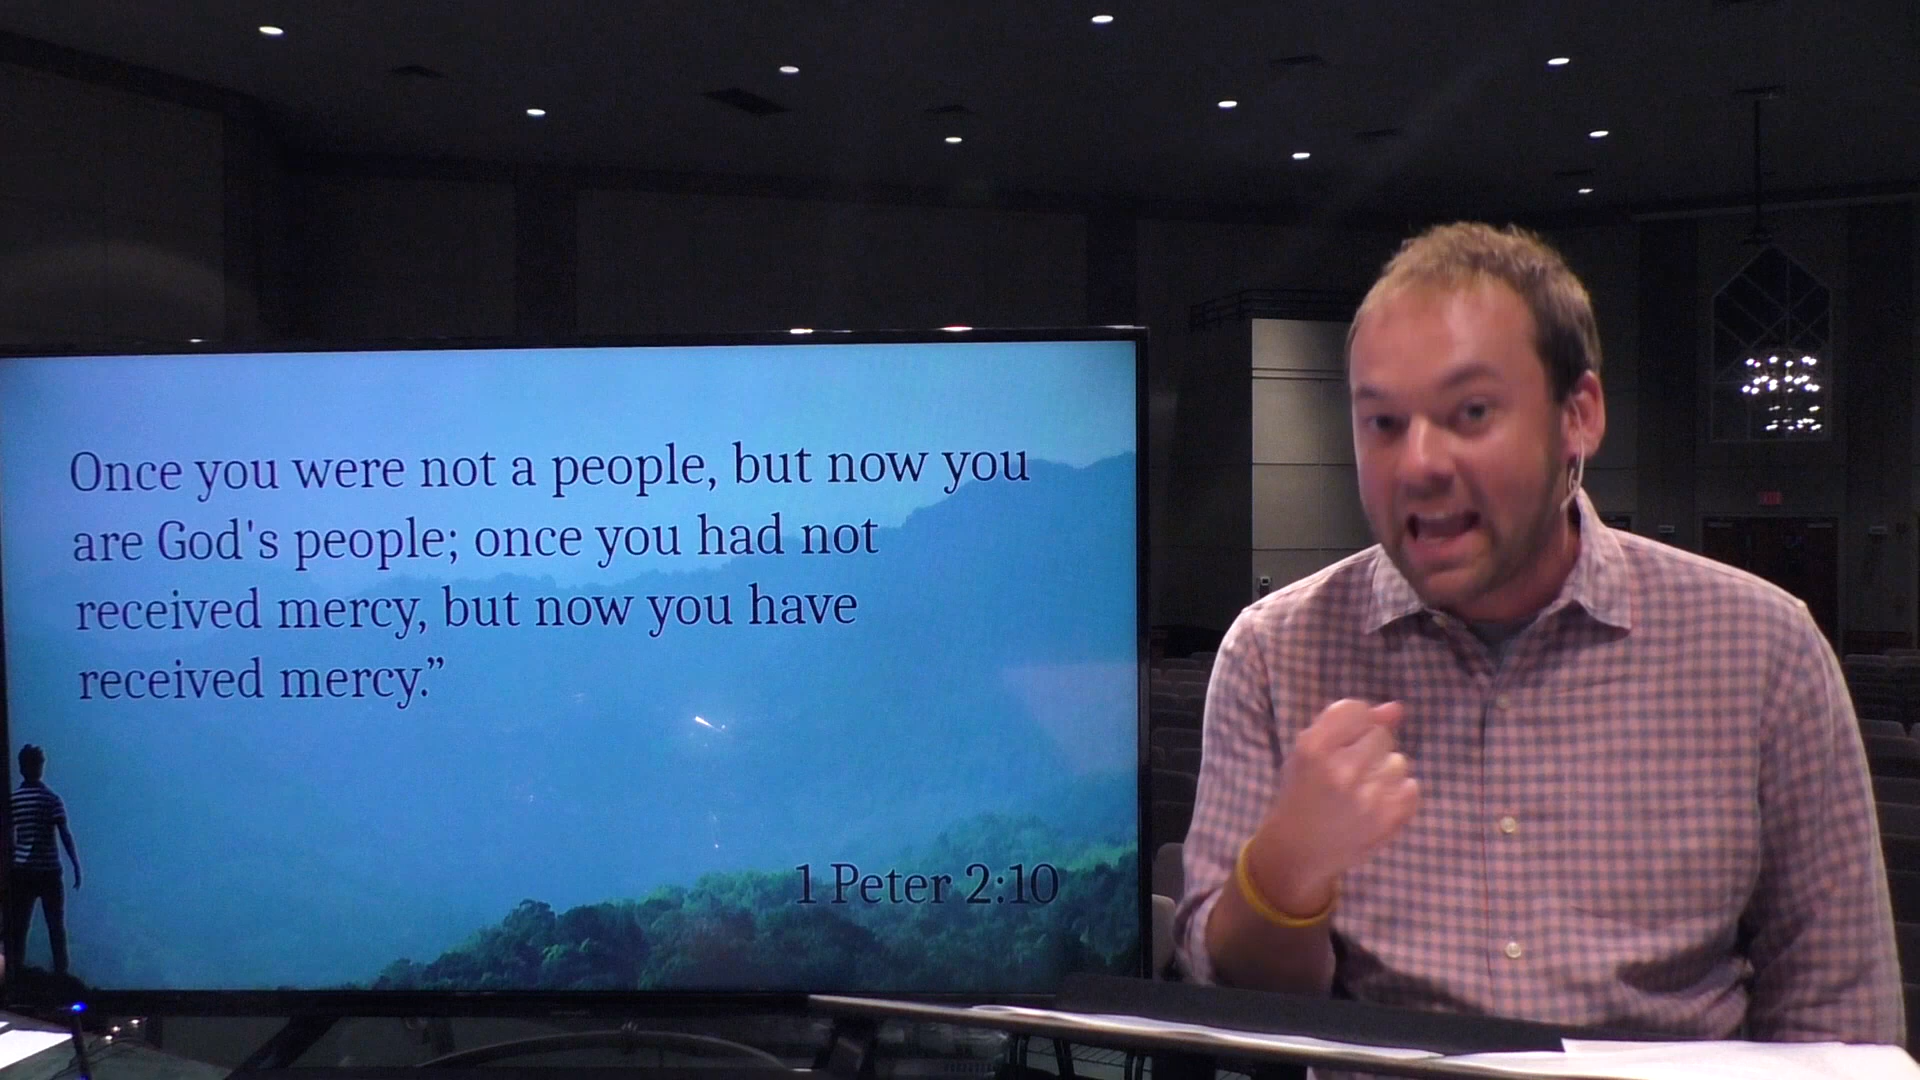 Once you were not a people, but now you
are God's people; once you had not
received mercy, but now you have
received mercy.”
1 Peter 2:10